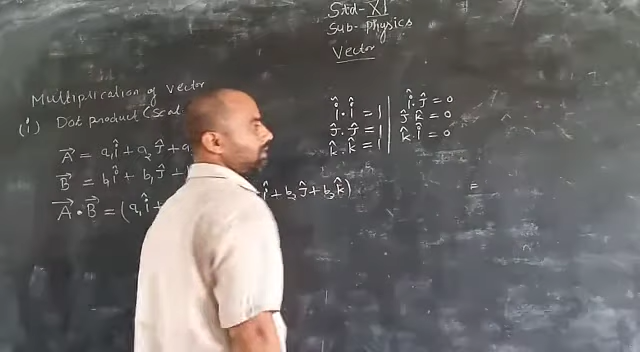 Std- XI
Sub- Physics
Vector
Multiplication of Vector
(i) Dot product (Scal
A⃗ = a₁î + a₂ĵ + a
B⃗ = b₁î + b₂ĵ +
A⃗ • B⃗ = (a₁î + î + b₂ĵ + b₃k̂)
î . î = 1 | î . ĵ = 0
ĵ . ĵ = 1 | ĵ . k̂ = 0
k̂ . k̂ = 1 | k̂ . î = 0
=